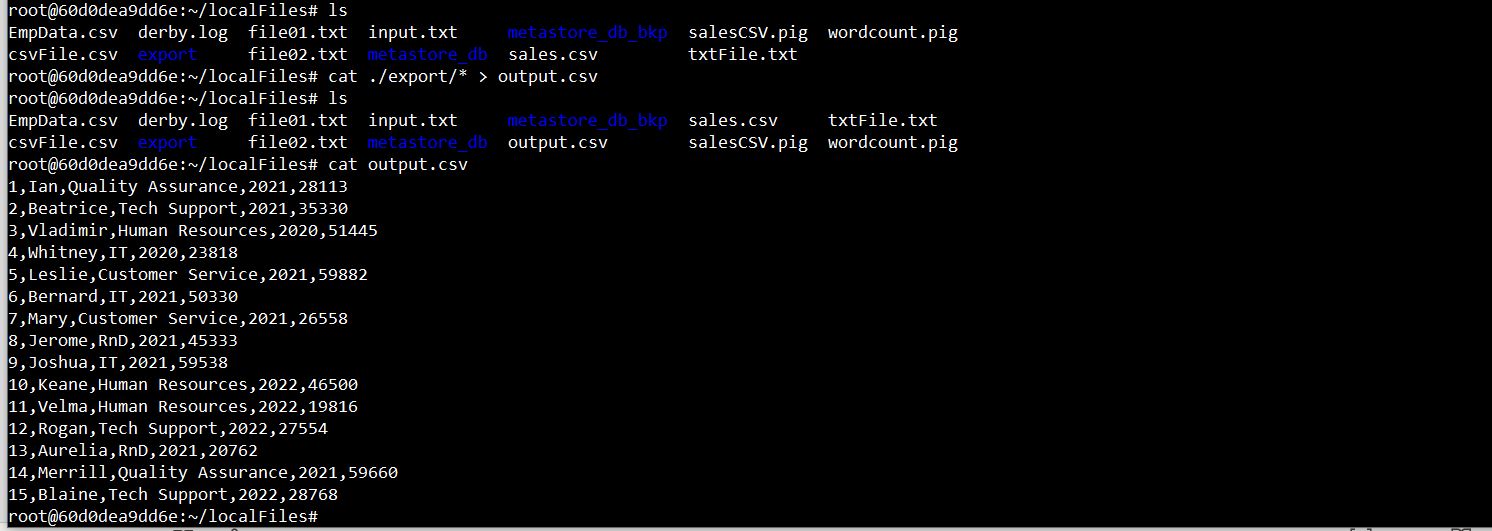 root@60d0dea9dd6e:~/localFiles# ls
EmpData.csv  derby.log  file01.txt  input.txt     metastore_db_bkp  salesCSV.pig  wordcount.pig
csvFile.csv  export     file02.txt  metastore_db  sales.csv         txtFile.txt
root@60d0dea9dd6e:~/localFiles# cat ./export/* > output.csv
root@60d0dea9dd6e:~/localFiles# ls
EmpData.csv  derby.log  file01.txt  input.txt     metastore_db_bkp  sales.csv     txtFile.txt
csvFile.csv  export     file02.txt  metastore_db  output.csv        salesCSV.pig  wordcount.pig
root@60d0dea9dd6e:~/localFiles# cat output.csv
1,Ian,Quality Assurance,2021,28113
2,Beatrice,Tech Support,2021,35330
3,Vladimir,Human Resources,2020,51445
4,Whitney,IT,2020,23818
5,Leslie,Customer Service,2021,59882
6,Bernard,IT,2021,50330
7,Mary,Customer Service,2021,26558
8,Jerome,RnD,2021,45333
9,Joshua,IT,2021,59538
10,Keane,Human Resources,2022,46500
11,Velma,Human Resources,2022,19816
12,Rogan,Tech Support,2022,27554
13,Aurelia,RnD,2021,20762
14,Merrill,Quality Assurance,2021,59660
15,Blaine,Tech Support,2022,28768
root@60d0dea9dd6e:~/localFiles#